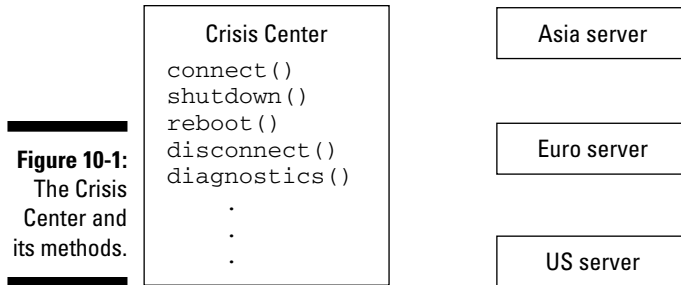 Crisis Center
connect()
shutdown()
reboot()
disconnect()
diagnostics()
.
.
.
Asia server
Euro server
US server
Figure 10-1:
The Crisis
Center and
its methods.